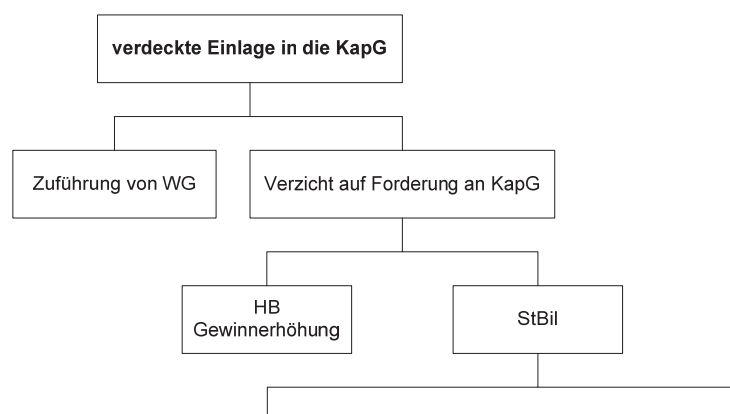 verdeckte Einlage in die KapG
Zuführung von WG
Verzicht auf Forderung an KapG
HB
Gewinnerhöhung
StBil